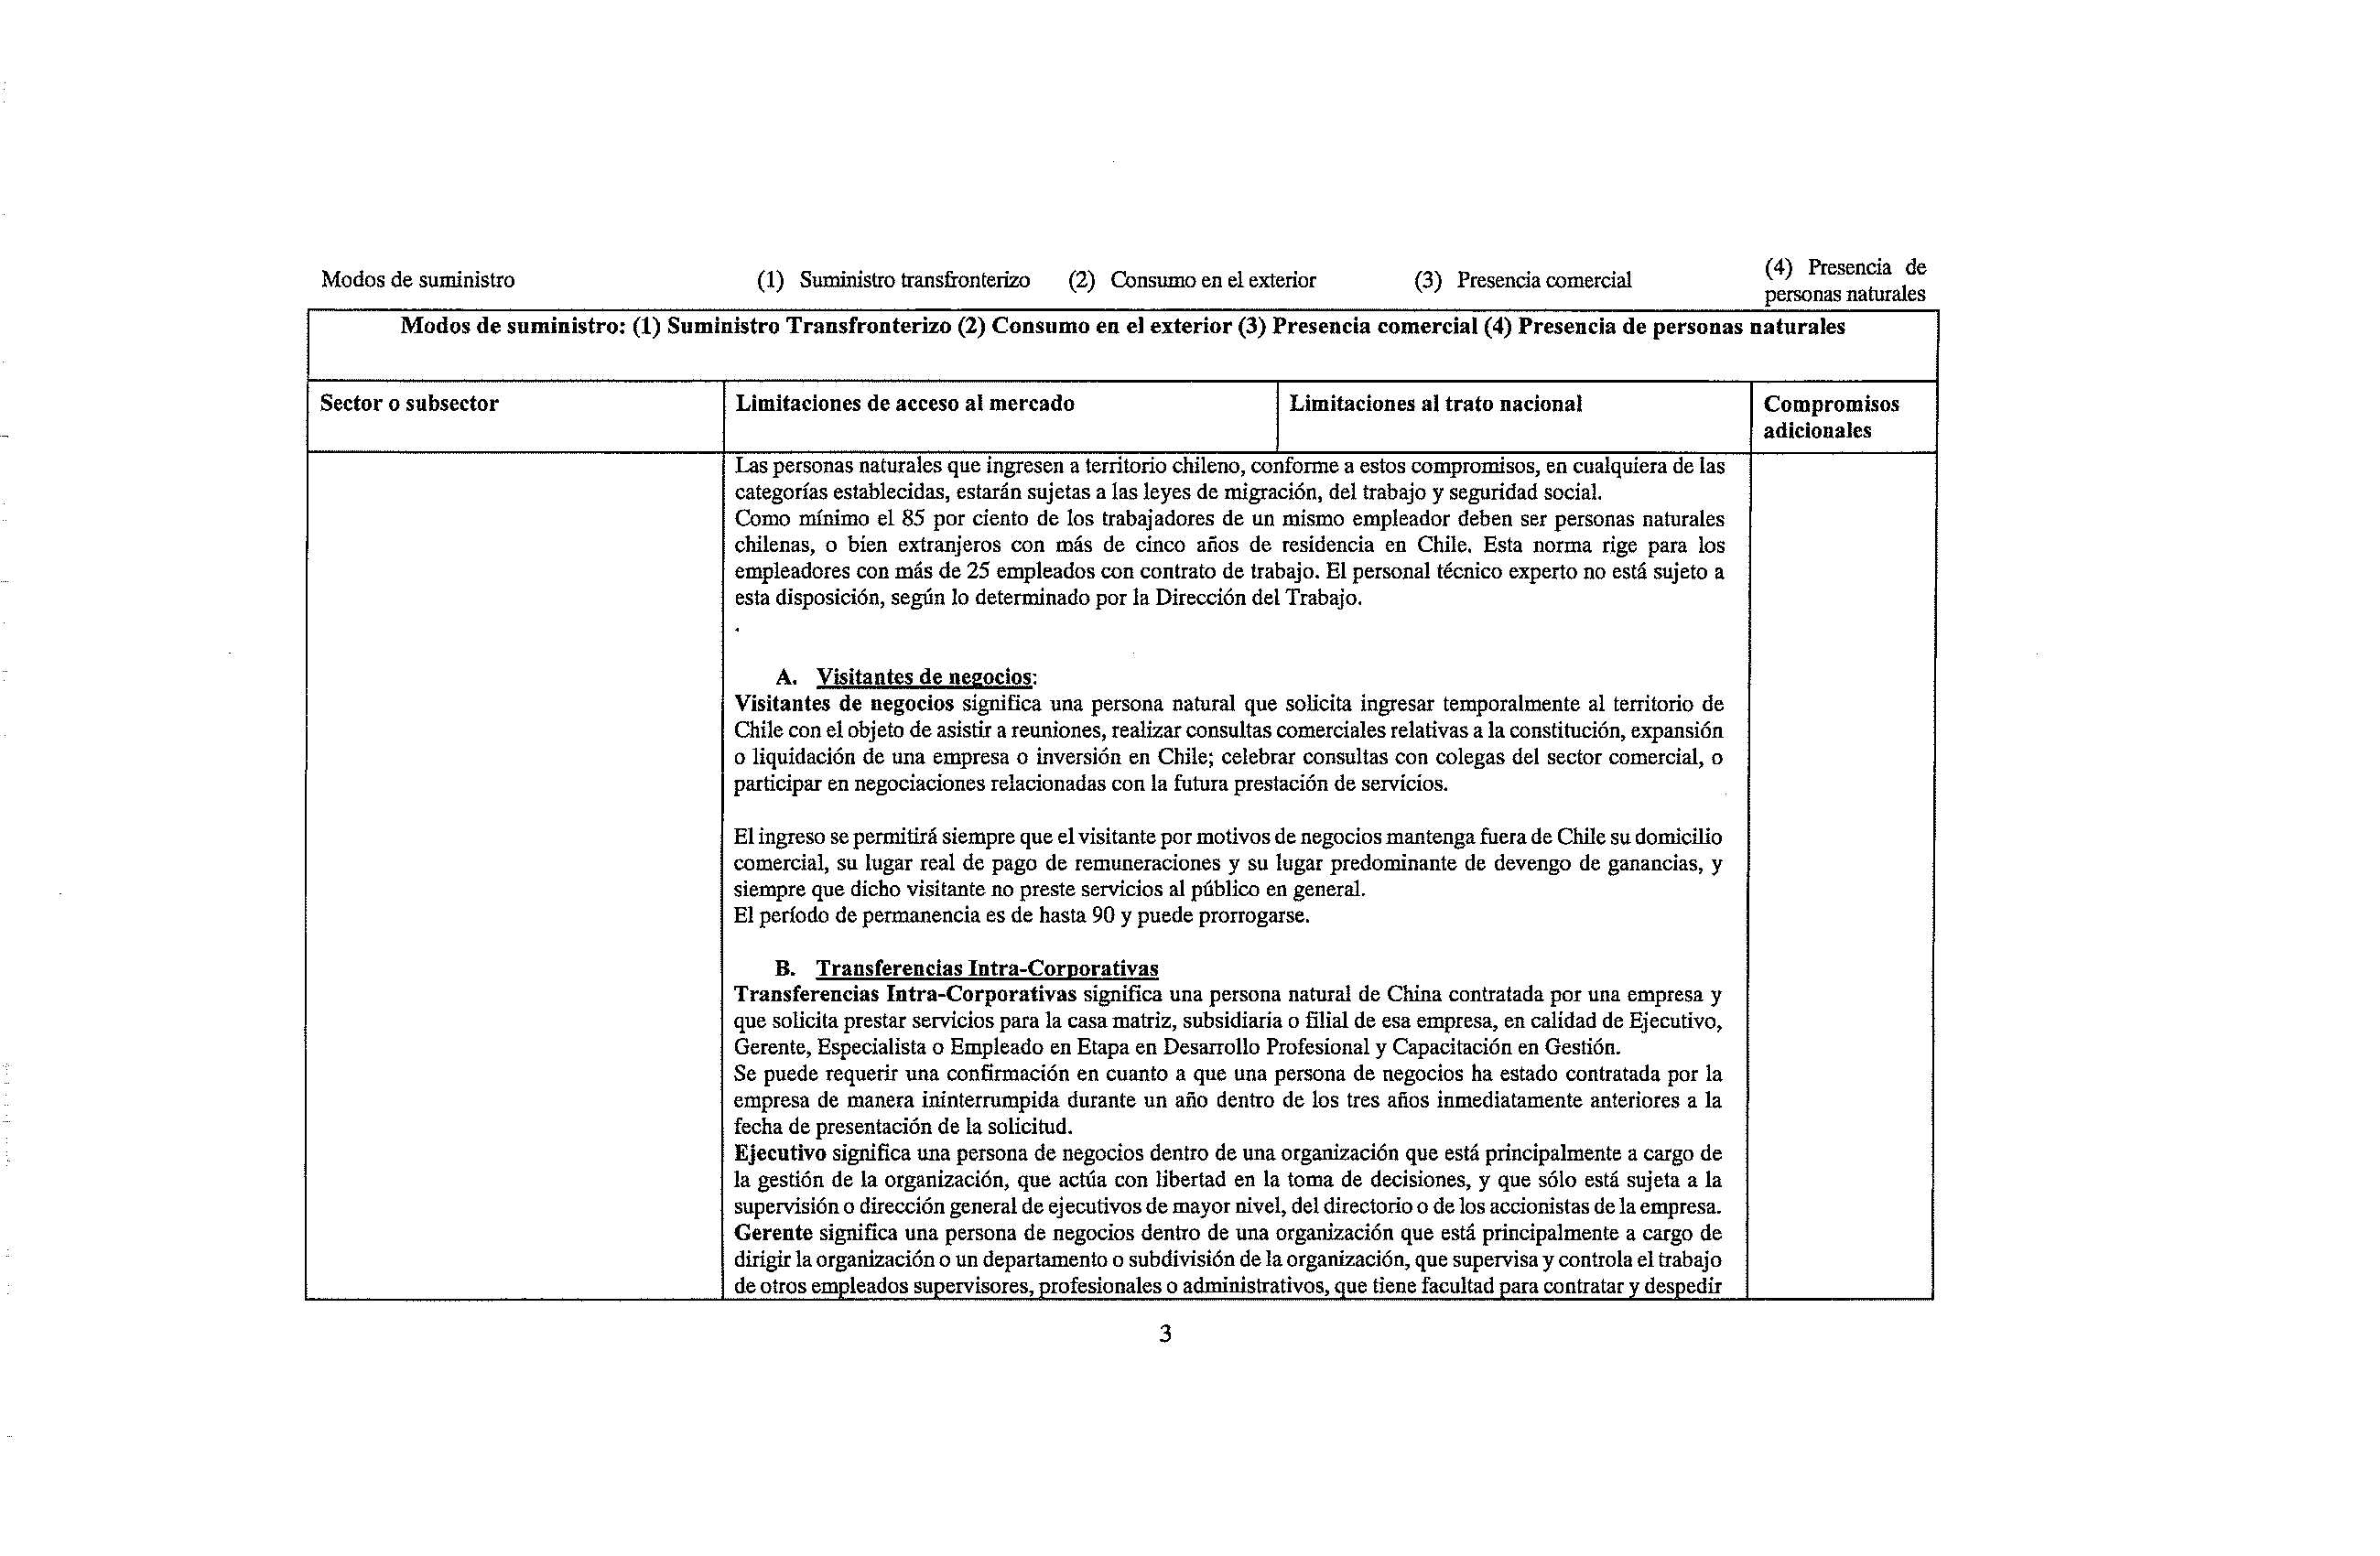 Modos de suministro (1) Suministro transfronterizo (2) Consumo en el exterior (3) Presencia comercial (4) Presencia de personas naturales
Modos de suministro: (1) Suministro Transfronterizo (2) Consumo en el exterior (3) Presencia comercial (4) Presencia de personas naturales
Sector o subsector
Limitaciones de acceso al mercado
Limitaciones al trato nacional
Compromisos
adicionales
Las personas naturales que ingresen a territorio chileno, conforme a estos compromisos, en cualquiera de las
categorías establecidas, estarán sujetas a las leyes de migración, del trabajo y seguridad social.
Como mínimo el 85 por ciento de los trabajadores de un mismo empleador deben ser personas naturales
chilenas, o bien extranjeros con más de cinco años de residencia en Chile. Esta norma rige para los
empleadores con más de 25 empleados con contrato de trabajo. El personal técnico experto no está sujeto a
esta disposición, según lo determinado por la Dirección del Trabajo.
.
A. Visitantes de negocios:
Visitantes de negocios significa una persona natural que solicita ingresar temporalmente al territorio de
Chile con el objeto de asistir a reuniones, realizar consultas comerciales relativas a la constitución, expansión
o liquidación de una empresa o inversión en Chile; celebrar consultas con colegas del sector comercial, o
participar en negociaciones relacionadas con la futura prestación de servicios.
El ingreso se permitirá siempre que el visitante por motivos de negocios mantenga fuera de Chile su domicilio
comercial, su lugar real de pago de remuneraciones y su lugar predominante de devengo de ganancias, y
siempre que dicho visitante no preste servicios al público en general.
El período de permanencia es de hasta 90 y puede prorrogarse.
B. Transferencias Intra-Corporativas
Transferencias Intra-Corporativas significa una persona natural de China contratada por una empresa y
que solicita prestar servicios para la casa matriz, subsidiaria o filial de esa empresa, en calidad de Ejecutivo,
Gerente, Especialista o Empleado en Etapa en Desarrollo Profesional y Capacitación en Gestión.
Se puede requerir una confirmación en cuanto a que una persona de negocios ha estado contratada por la
empresa de manera ininterrumpida durante un año dentro de los tres años inmediatamente anteriores a la
fecha de presentación de la solicitud.
Ejecutivo significa una persona de negocios dentro de una organización que está principalmente a cargo de
la gestión de la organización, que actúa con libertad en la toma de decisiones, y que sólo está sujeta a la
supervisión o dirección general de ejecutivos de mayor nivel, del directorio o de los accionistas de la empresa.
Gerente significa una persona de negocios dentro de una organización que está principalmente a cargo de
dirigir la organización o un departamento o subdivisión de la organización, que supervisa y controla el trabajo
de otros empleados supervisores, profesionales o administrativos, que tiene facultad para contratar y despedir
3